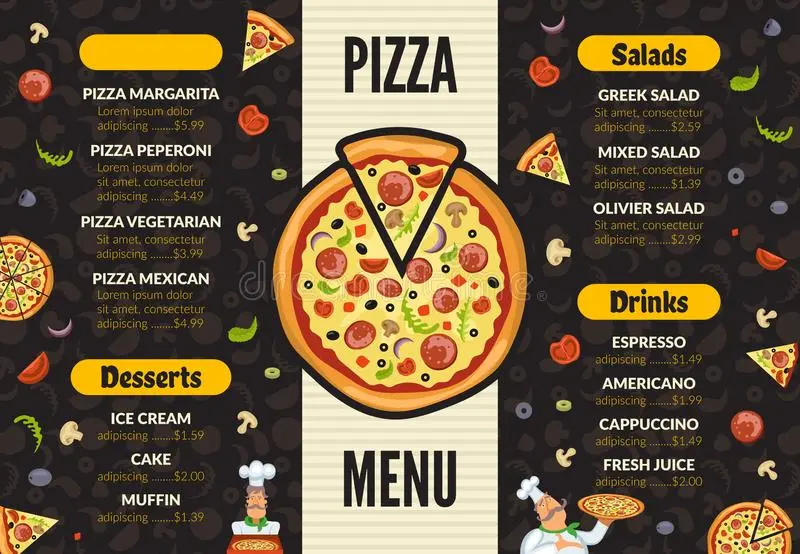 PIZZA MARGARITA
Lorem ipsum dolor
adipiscing ........$5.99
PIZZA PEPERONI
Lorem ipsum dolor
sit amet, consectetur
adipiscing ........$4.49
PIZZA VEGETARIAN
Sit amet, consectetur
adipiscing ........$3.99
PIZZA MEXICAN
Lorem ipsum dolor
sit amet, consectetur
adipiscing ........$4.99
Desserts
ICE CREAM
adipiscing .......$1.59
CAKE
adipiscing .......$2.00
MUFFIN
adipiscing .......$1.39
PIZZA
MENU
dreamstime
Salads
GREEK SALAD
Sit amet, consectetur
adipiscing ........$2.59
MIXED SALAD
Sit amet, consectetur
adipiscing ........$1.39
OLIVIER SALAD
Sit amet, consectetur
adipiscing ........$2.99
Drinks
ESPRESSO
adipiscing .......$1.49
AMERICANO
adipiscing .......$1.99
CAPPUCCINO
adipiscing .......$1.49
FRESH JUICE
adipiscing .......$2.00